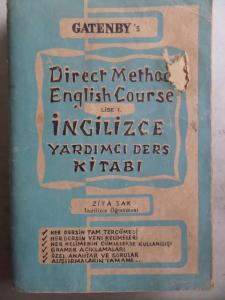 GATENBY's
Direct Method
English Course
LİSE I.
İNGİLİZCE
YARDIMCI DERS
KİTABI
ZİYA SAK
İngilizce Öğretmeni
HER DERSİN TAM TERCÜMESİ
HER DERSİN YENİ KELİMELERİ
HER KELİMENİN CÜMLELERDE KULLANILIŞI
GRAMER AÇIKLAMALARI
ÖZEL ANAHTAR VE SORULAR
ALIŞTIRMALARIN TAMAMI...